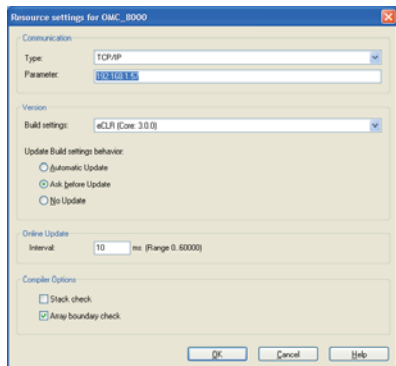 Resource settings for OMC_8000
Communication
Type: TCP/IP
Parameter: 192.168.1.57
Version
Build settings: eCLR (Core: 3.0.0)
Update Build settings behavior:
Automatic Update
Ask before Update
No Update
Online Update
Interval: 10 ms (Range 0..60000)
Compiler Options
Stack check
Array boundary check
OK Cancel Help